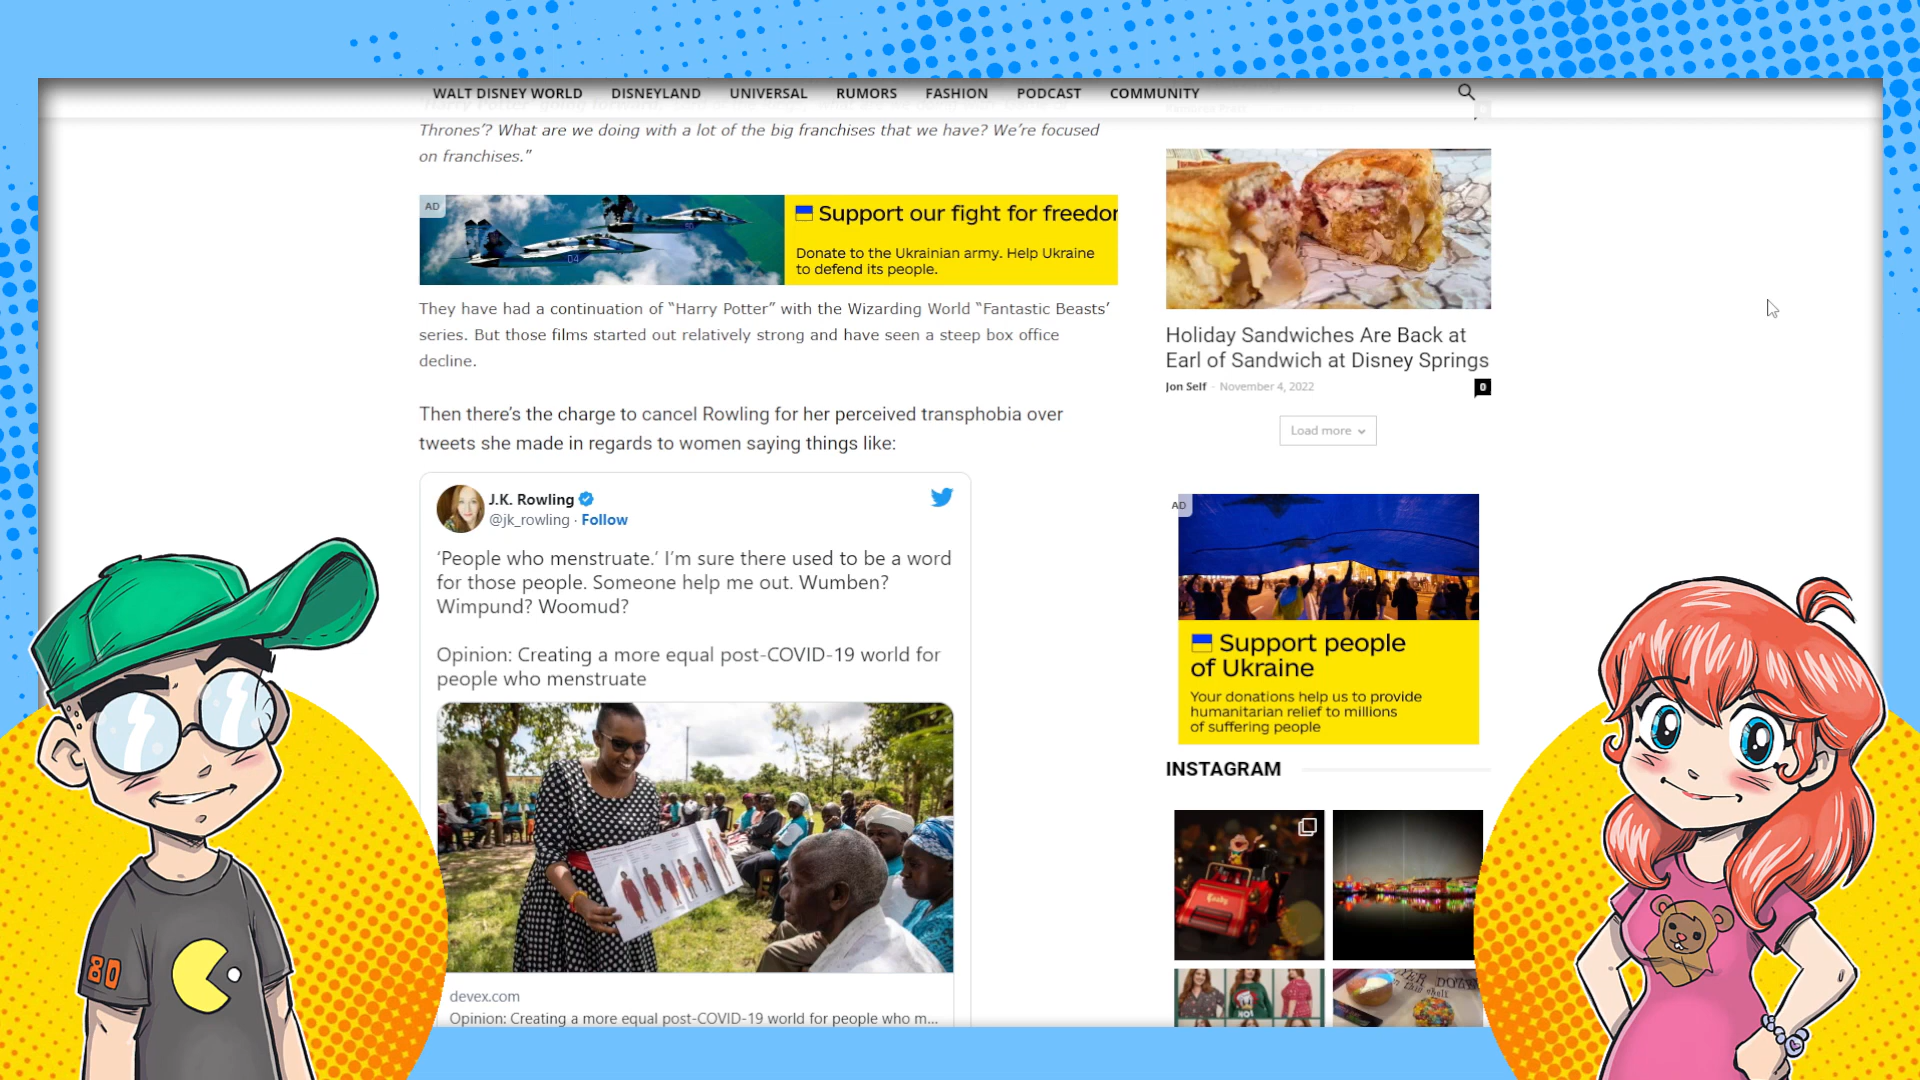 WALT DISNEY WORLD DISNEYLAND UNIVERSAL RUMORS FASHION PODCAST COMMUNITY
Thrones’? What are we doing with a lot of the big franchises that we have? We’re focused
on franchises.”
AD
04
Support our fight for freedor
Donate to the Ukrainian army. Help Ukraine
to defend its people.
They have had a continuation of “Harry Potter” with the Wizarding World “Fantastic Beasts’
series. But those films started out relatively strong and have seen a steep box office
decline.
Then there’s the charge to cancel Rowling for her perceived transphobia over
tweets she made in regards to women saying things like:
J.K. Rowling
@jk_rowling · Follow
‘People who menstruate.’ I’m sure there used to be a word
for those people. Someone help me out. Wumben?
Wimpund? Woomud?
Opinion: Creating a more equal post-COVID-19 world for
people who menstruate
devex.com
Opinion: Creating a more equal post-COVID-19 world for people who m...
Holiday Sandwiches Are Back at
Earl of Sandwich at Disney Springs
Jon Self - November 4, 2022
0
Load more
AD
Support people
of Ukraine
Your donations help us to provide
humanitarian relief to millions
of suffering people
INSTAGRAM
80